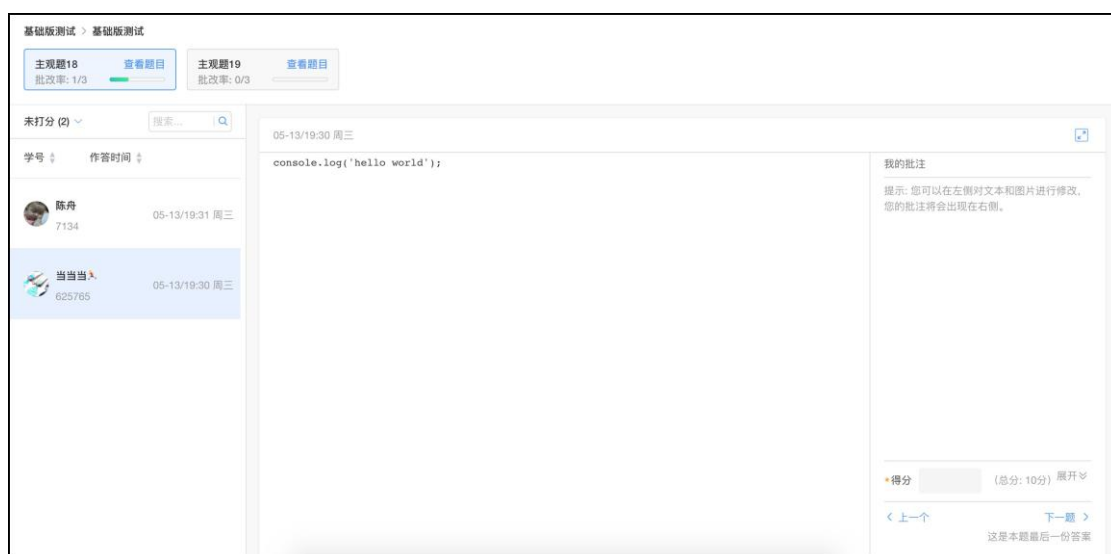 基础版测试 > 基础版测试
主观题18 查看题目
批改率: 1/3
主观题19 查看题目
批改率: 0/3
未打分 (2)
搜索...
学号 作答时间
陈舟
7134
05-13/19:31 周三
当当当
625765
05-13/19:30 周三
05-13/19:30 周三
console.log('hello world');
我的批注
提示: 您可以在左侧对文本和图片进行修改,
您的批注将会出现在右侧。
*得分 (总分: 10分) 展开
< 上一个 下一题 >
这是本题最后一份答案